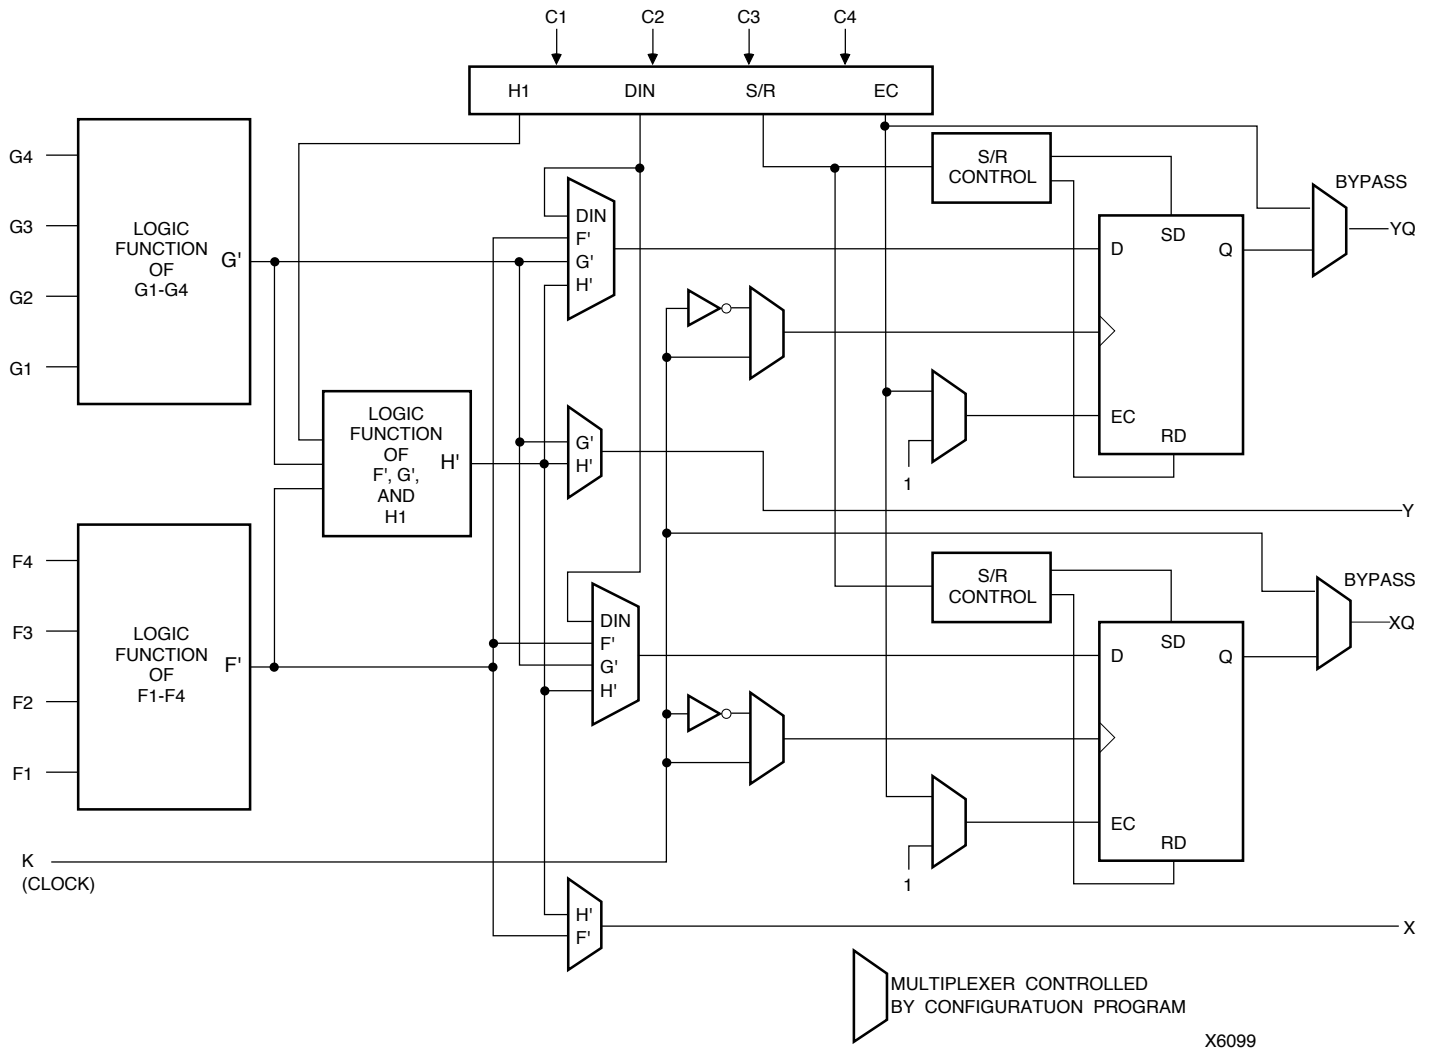 C1 C2 C3 C4
H1 DIN S/R EC
G4
G3
G2
G1
LOGIC
FUNCTION
OF
G1-G4
G'
DIN
F'
G'
H'
S/R
CONTROL
BYPASS
YQ
D
SD
Q
EC
RD
1
LOGIC
FUNCTION
OF
F', G',
AND
H1
H'
G'
H'
Y
F4
F3
F2
F1
LOGIC
FUNCTION
OF
F1-F4
F'
DIN
F'
G'
H'
S/R
CONTROL
BYPASS
XQ
D
SD
Q
EC
RD
1
K
(CLOCK)
H'
F'
X
MULTIPLEXER CONTROLLED
BY CONFIGURATUON PROGRAM
X6099